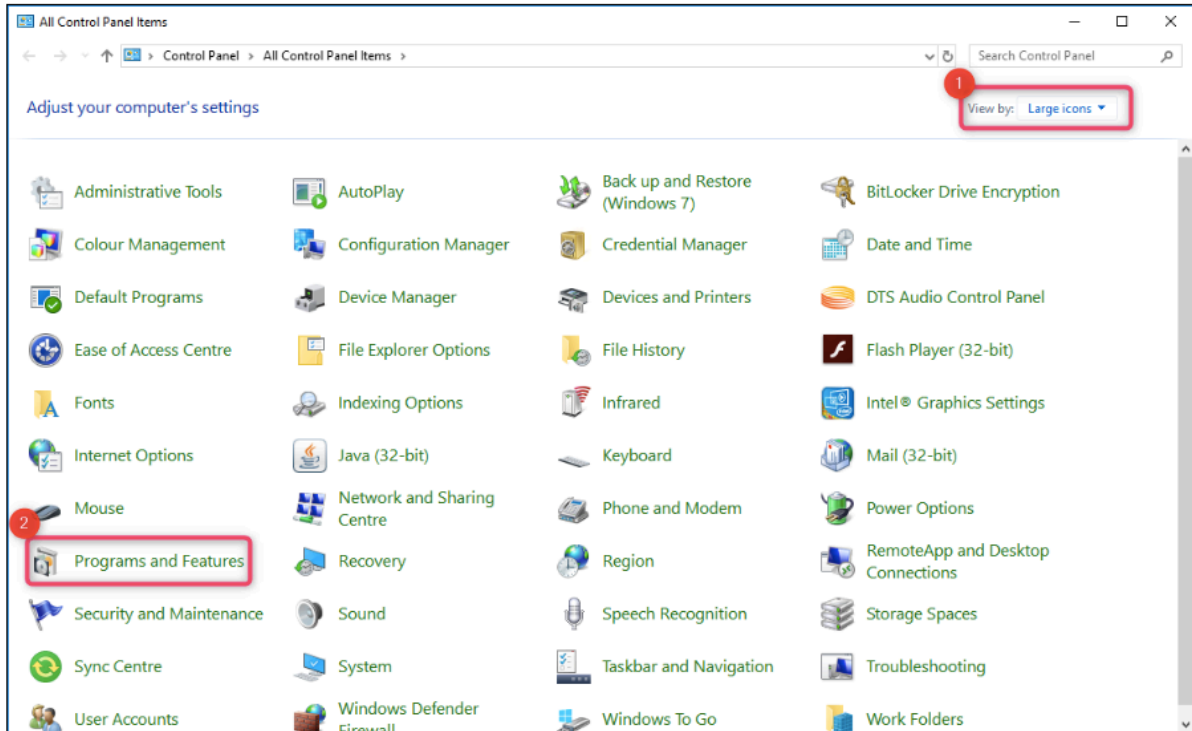 All Control Panel Items
Control Panel > All Control Panel Items >
Search Control Panel
1
Adjust your computer's settings
View by: Large icons
Administrative Tools
AutoPlay
Back up and Restore
(Windows 7)
BitLocker Drive Encryption
Colour Management
Configuration Manager
Credential Manager
Date and Time
Default Programs
Device Manager
Devices and Printers
DTS Audio Control Panel
Ease of Access Centre
File Explorer Options
File History
Flash Player (32-bit)
Fonts
Indexing Options
Infrared
Intel® Graphics Settings
Internet Options
Java (32-bit)
Keyboard
Mail (32-bit)
Mouse
Network and Sharing
Centre
Phone and Modem
Power Options
2
Programs and Features
Recovery
Region
RemoteApp and Desktop
Connections
Security and Maintenance
Sound
Speech Recognition
Storage Spaces
Sync Centre
System
Taskbar and Navigation
Troubleshooting
User Accounts
Windows Defender
Firewall
Windows To Go
Work Folders